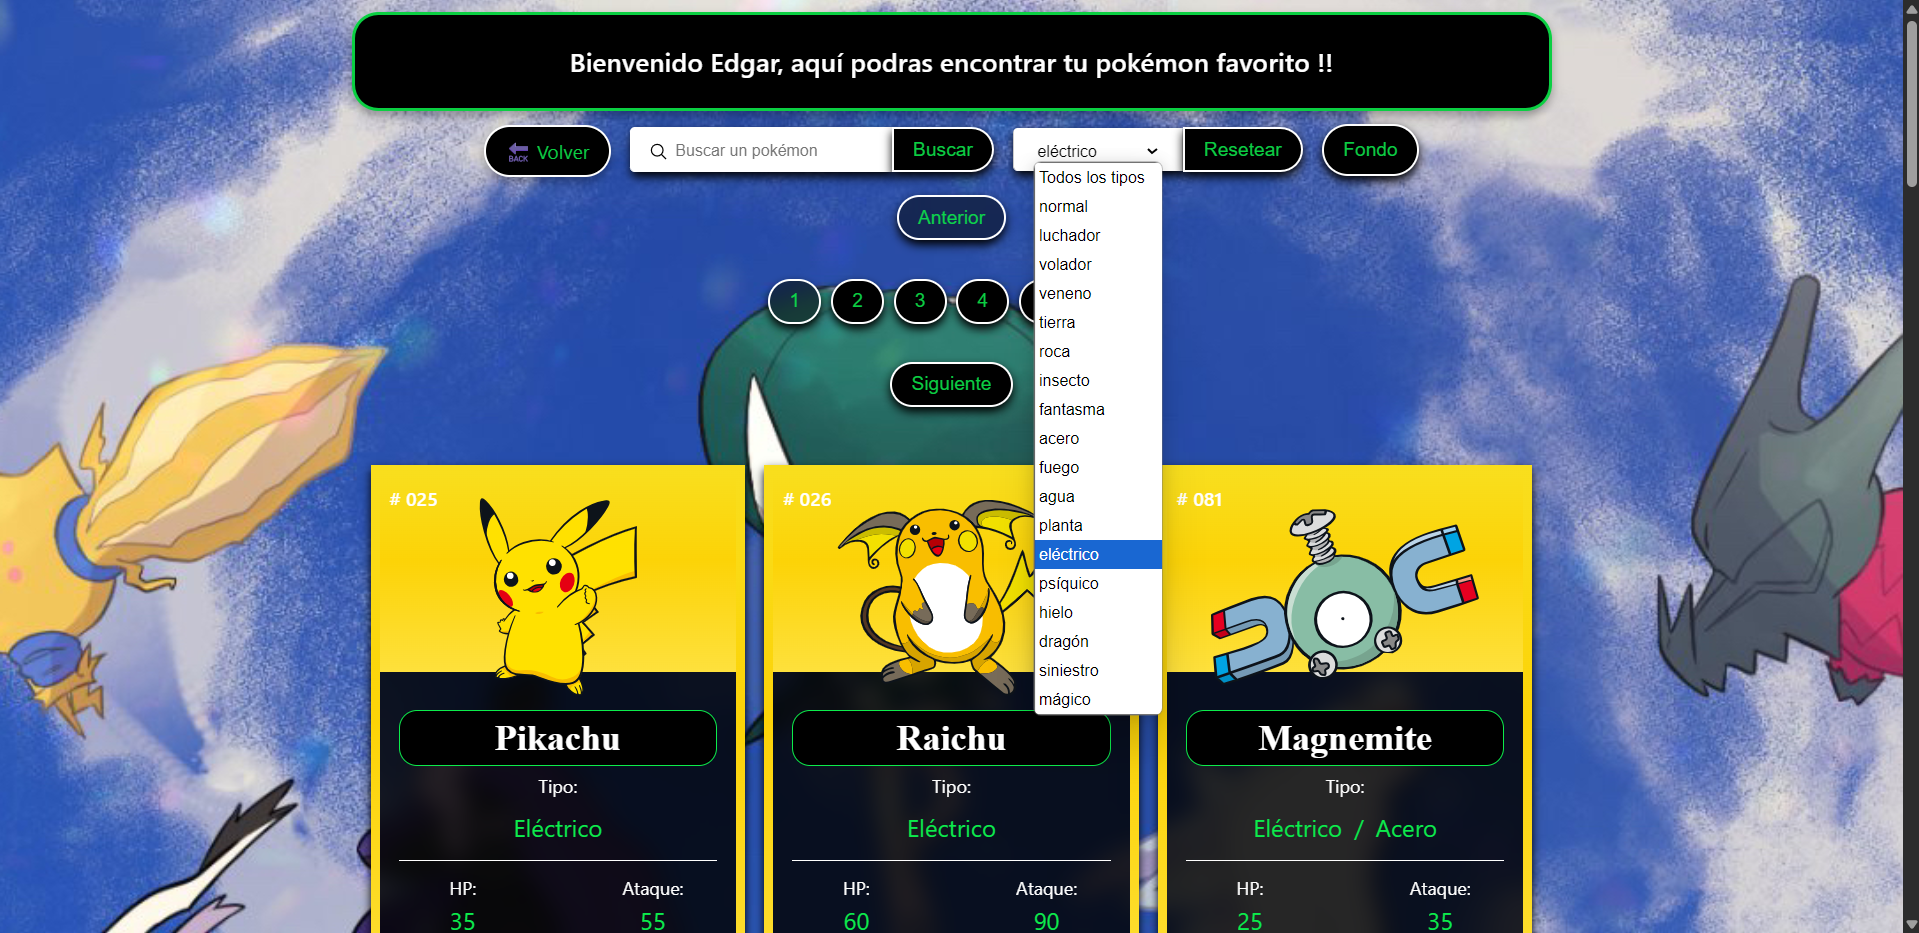 Bienvenido Edgar, aquí podras encontrar tu pokémon favorito !!
BACK Volver
Buscar un pokémon
Buscar
eléctrico
Resetear
Fondo
Todos los tipos
normal
luchador
volador
veneno
tierra
roca
insecto
fantasma
acero
fuego
agua
planta
eléctrico
psíquico
hielo
dragón
siniestro
mágico
Anterior
1 2 3 4
Siguiente
# 025
Pikachu
Tipo:
Eléctrico
HP: Ataque:
35 55
# 026
Raichu
Tipo:
Eléctrico
HP: Ataque:
60 90
# 081
Magnemite
Tipo:
Eléctrico / Acero
HP: Ataque:
25 35